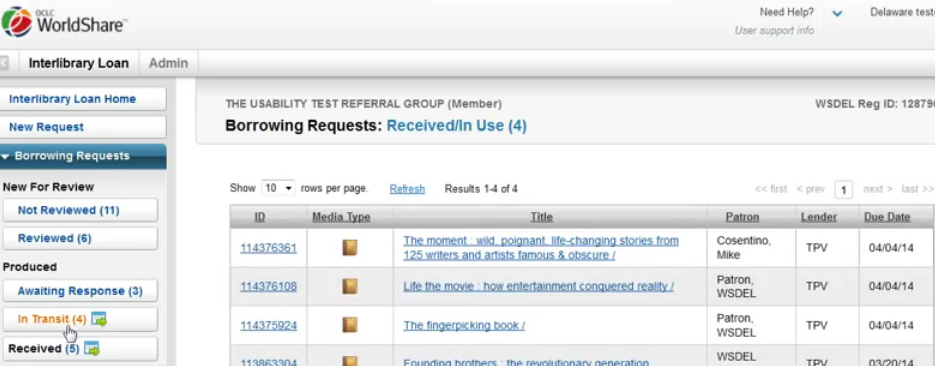 OCLC
WorldShare™
Need Help?
Delaware test
User support info
Interlibrary Loan Admin
Interlibrary Loan Home
New Request
Borrowing Requests
New For Review
Not Reviewed (11)
Reviewed (6)
Produced
Awaiting Response (3)
In Transit (4)
Received (5)
THE USABILITY TEST REFERRAL GROUP (Member)
WSDEL Reg ID: 12879
Borrowing Requests: Received/In Use (4)
Show 10 rows per page. Refresh Results 1-4 of 4
<< first < prev 1 next > last >>
ID Media Type Title Patron Lender Due Date
114376361 The moment : wild, poignant, life-changing stories from Cosentino, TPV 04/04/14
125 writers and artists famous & obscure / Mike
114376108 Life the movie : how entertainment conquered reality / Patron, TPV 04/04/14
WSDEL
114375924 The fingerpicking book / Patron, TPV 04/04/14
WSDEL
113863304 Founding brothers : the revolutionary generation WSDEL TPV 03/20/14